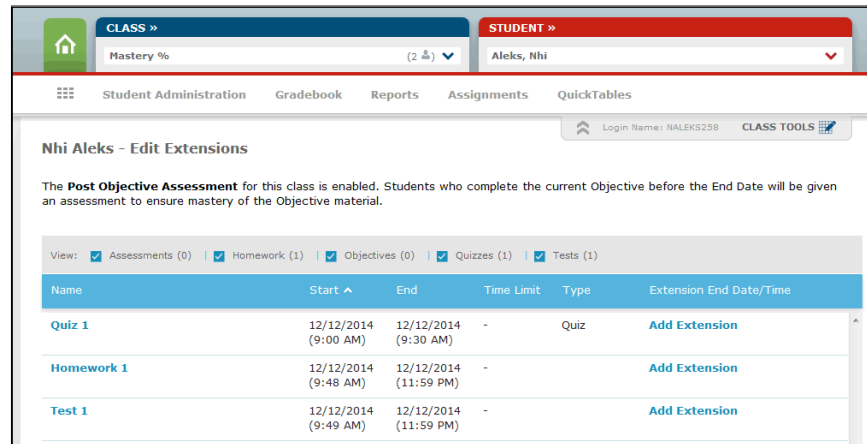 CLASS »
STUDENT »
Mastery % (2 )
Aleks, Nhi
Student Administration Gradebook Reports Assignments QuickTables
Login Name: NALEKS258 CLASS TOOLS
Nhi Aleks - Edit Extensions
The Post Objective Assessment for this class is enabled. Students who complete the current Objective before the End Date will be given
an assessment to ensure mastery of the Objective material.
View: Assessments (0) | Homework (1) | Objectives (0) | Quizzes (1) | Tests (1)
Name Start End Time Limit Type Extension End Date/Time
Quiz 1 12/12/2014 12/12/2014 - Quiz Add Extension
(9:00 AM) (9:30 AM)
Homework 1 12/12/2014 12/12/2014 - Add Extension
(9:48 AM) (11:59 PM)
Test 1 12/12/2014 12/12/2014 - Add Extension
(9:49 AM) (11:59 PM)